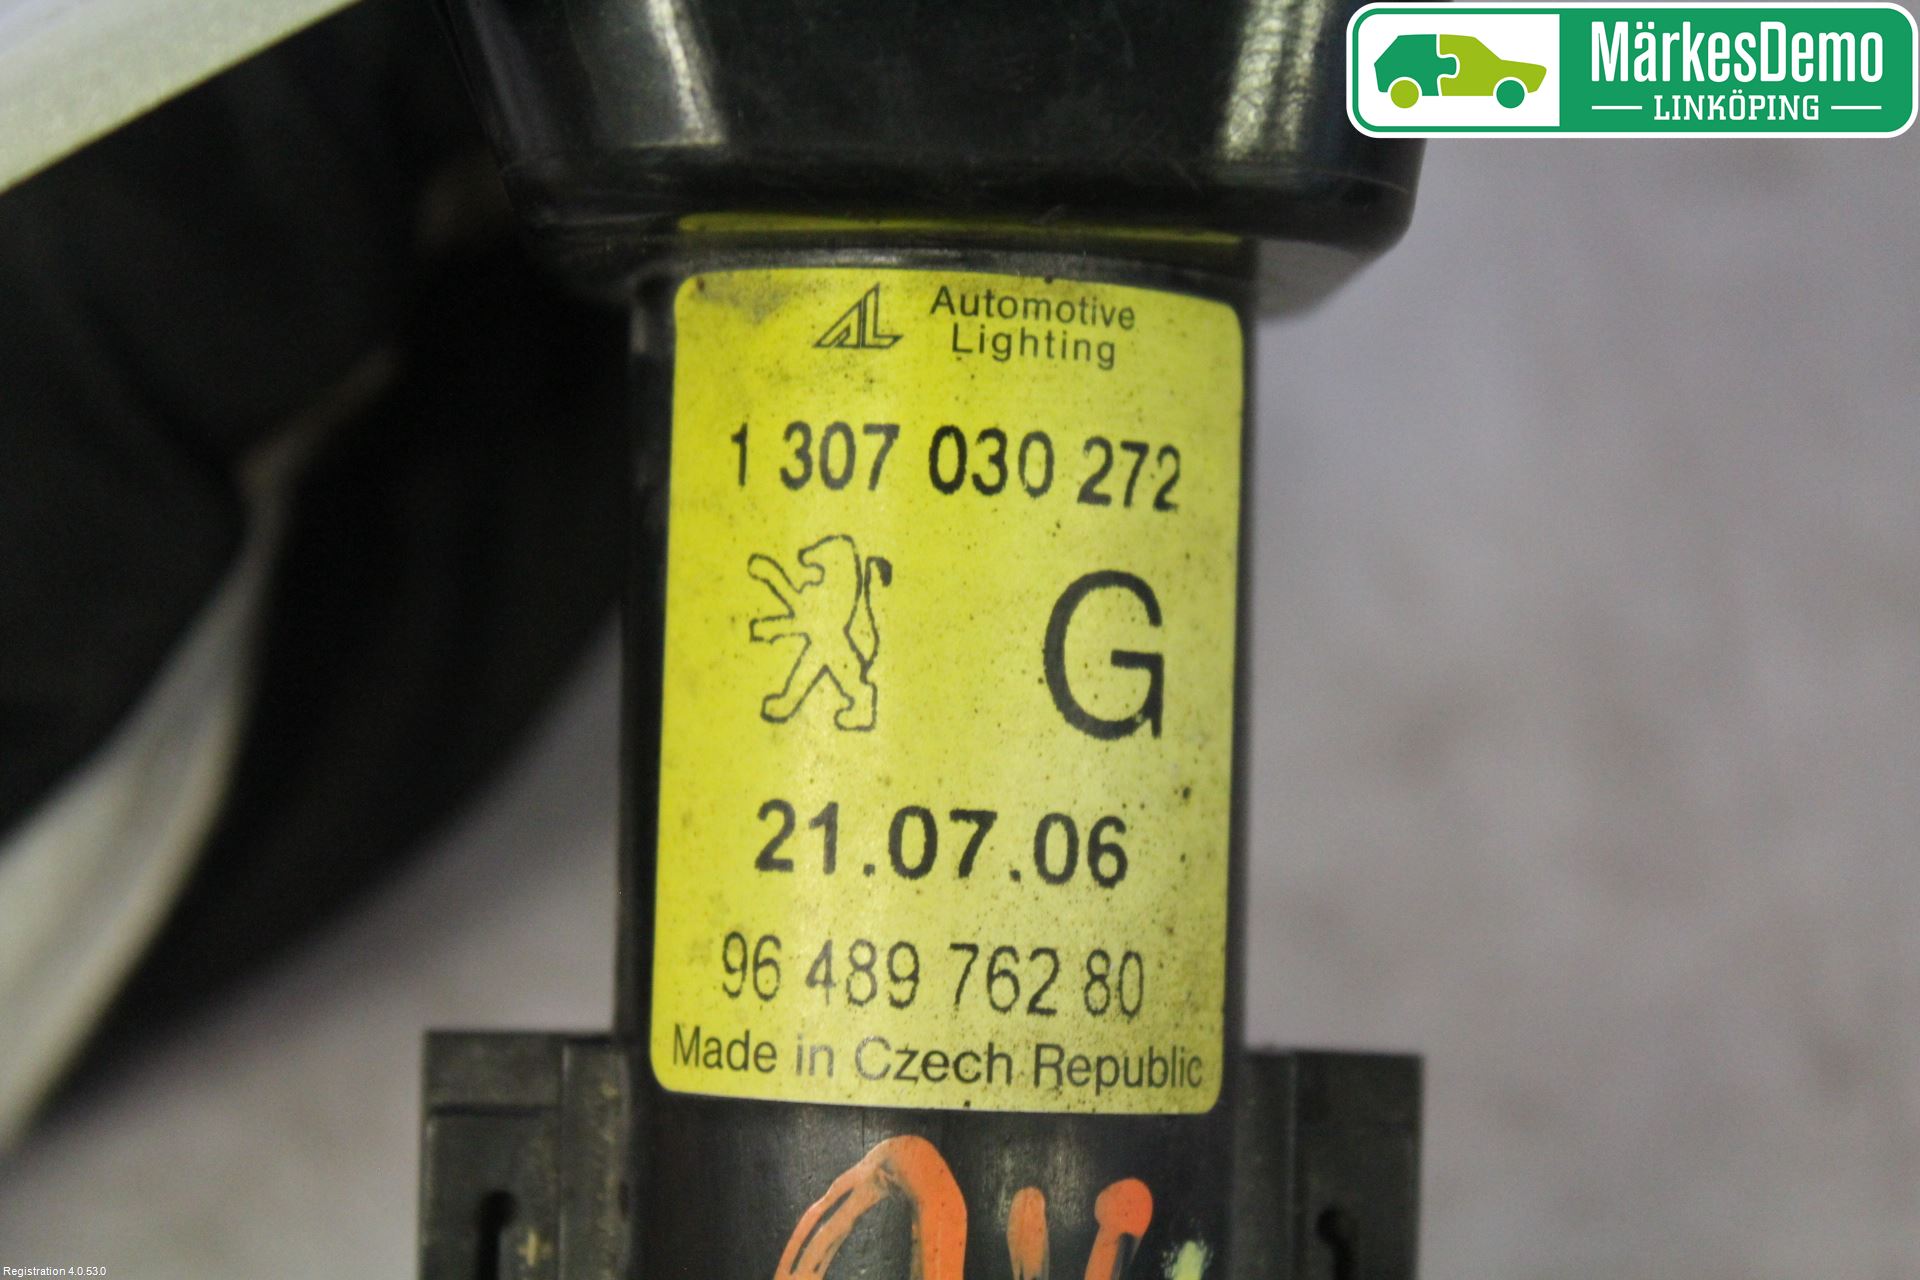 MärkesDemo
LINKÖPING
AL Automotive
Lighting
1 307 030 272
G
21.07.06
96 489 762 80
Made in Czech Republic
Registration 4.0.53.0